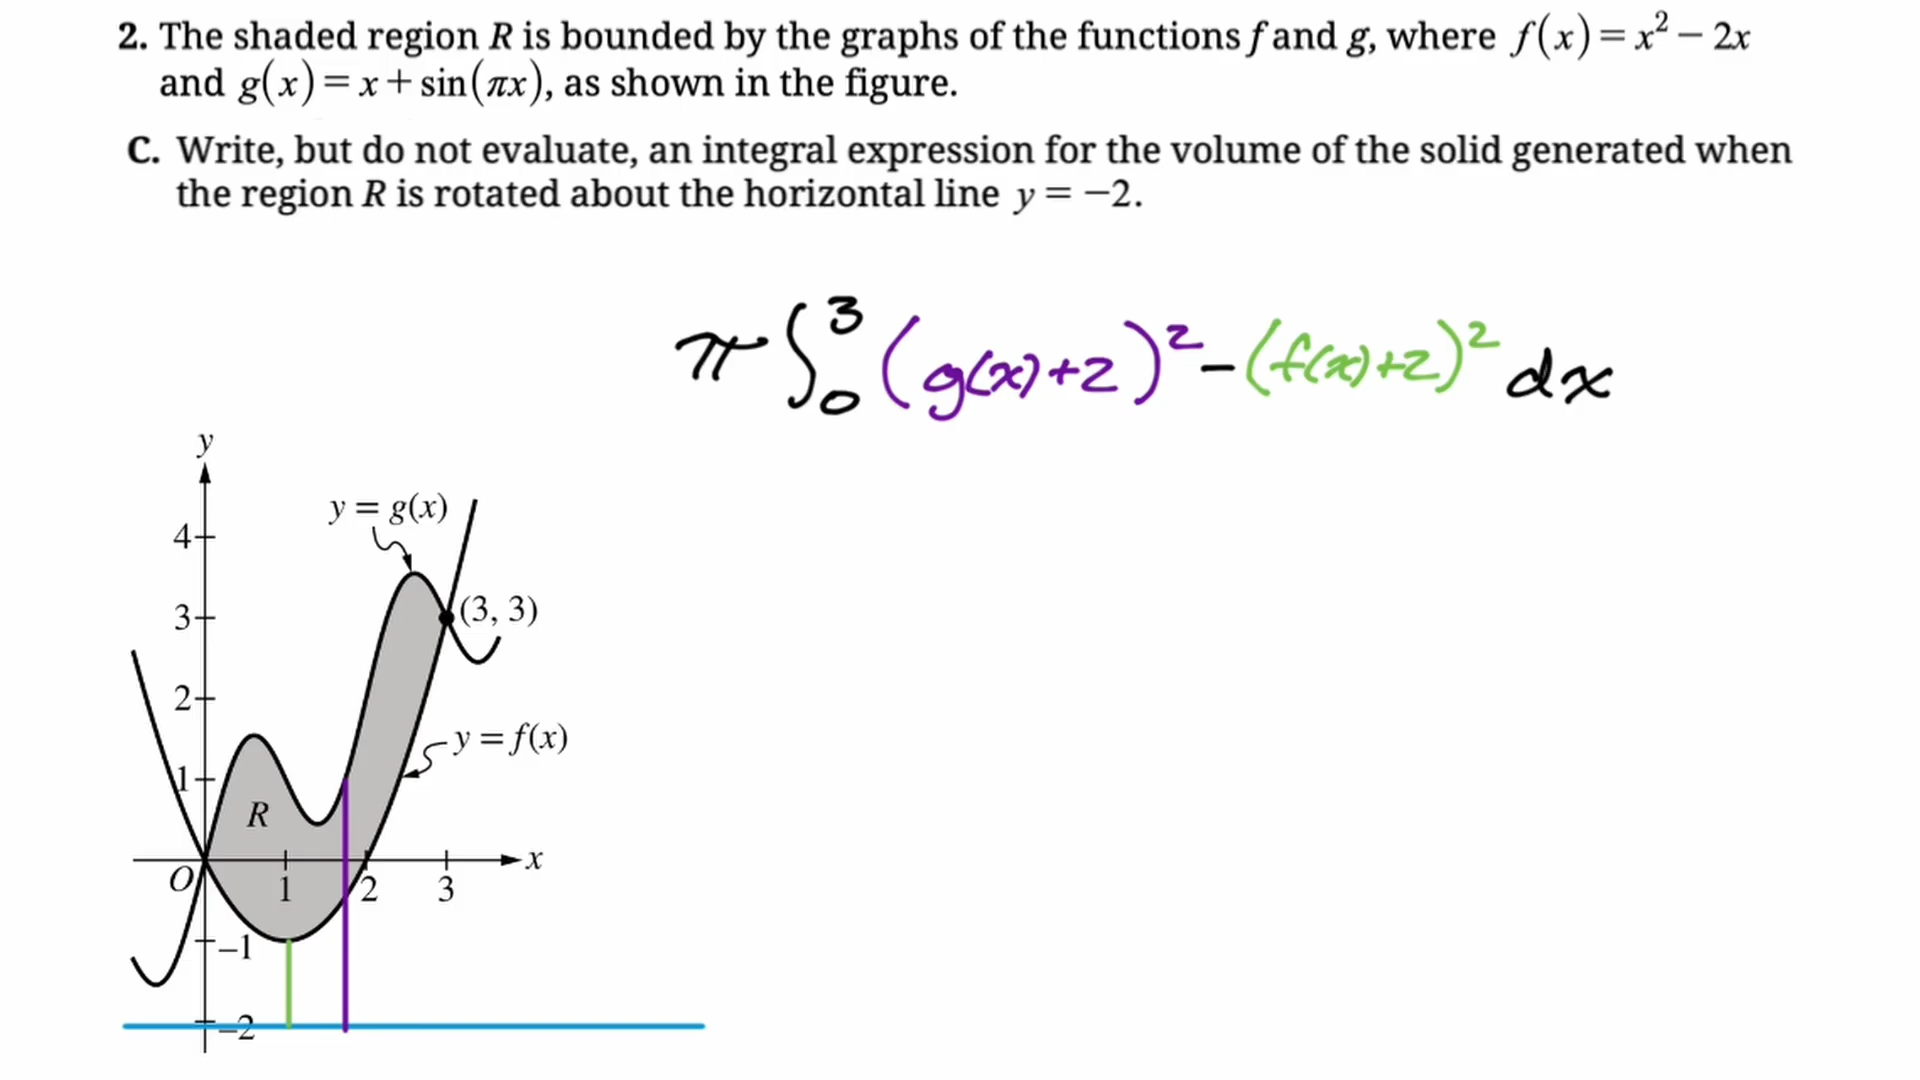 2. The shaded region R is bounded by the graphs of the functions f and g, where f(x) = x² − 2x
and g(x) = x + sin(πx), as shown in the figure.
C. Write, but do not evaluate, an integral expression for the volume of the solid generated when
the region R is rotated about the horizontal line y = −2.
π ∫₀³ (g(x)+2)² − (f(x)+2)² dx
y
y = g(x)
4
(3, 3)
3
2
y = f(x)
1
R
x
O
1 2 3
−1
−2